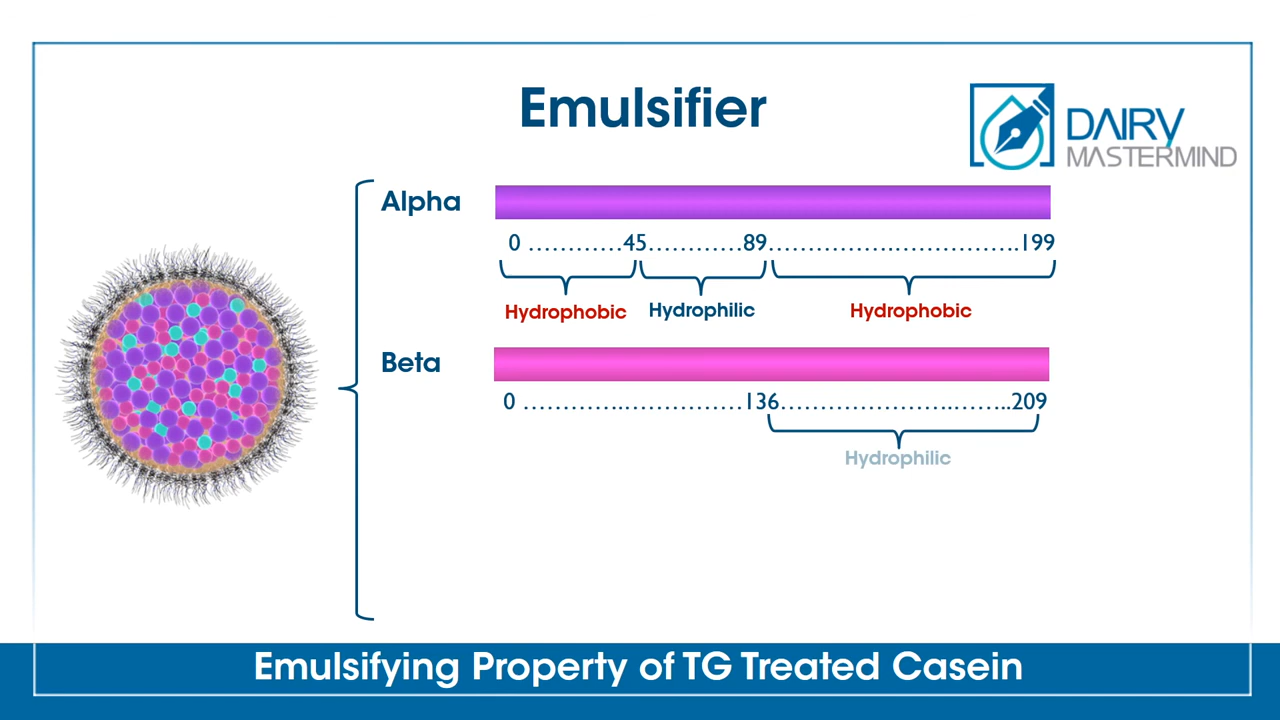 Emulsifier
DAIRY
MASTERMIND
Alpha
0 …………45…………89…………………………….199
Hydrophobic Hydrophilic Hydrophobic
Beta
0 ………….……………136………………….……..209
Hydrophilic
Emulsifying Property of TG Treated Casein